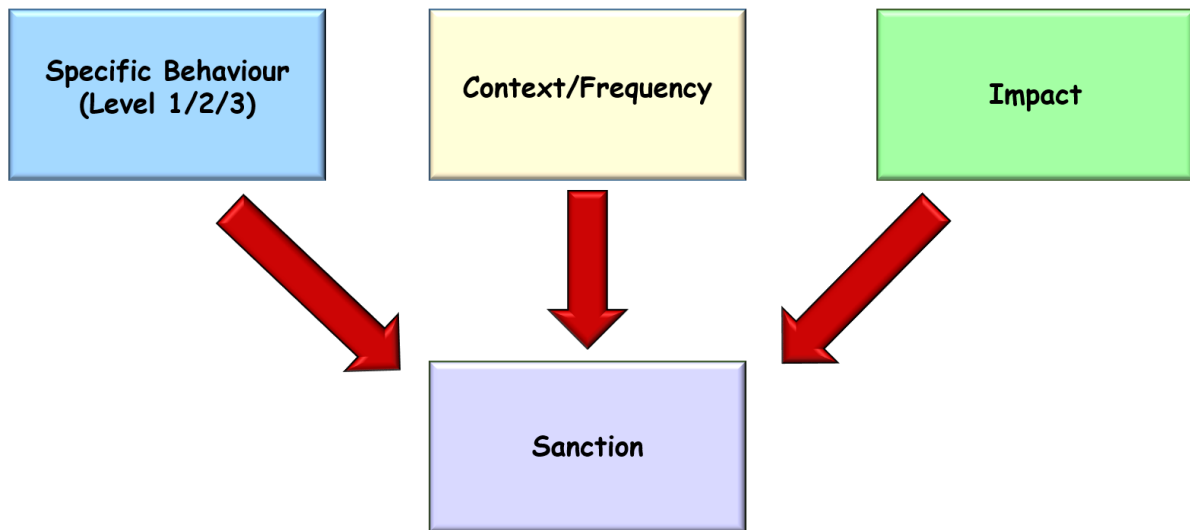 Specific Behaviour
(Level 1/2/3)
Context/Frequency
Impact
Sanction